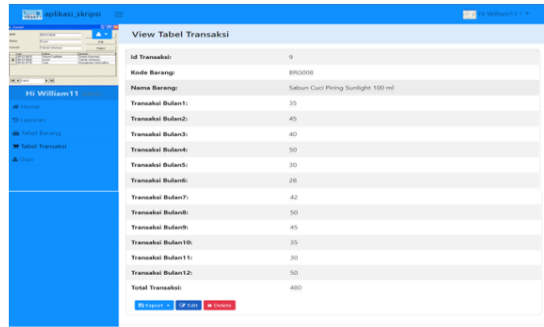 aplikasi_skripsi
Hi William11
View Tabel Transaksi
Hi William11
Home
Laporan
Tabel Barang
Tabel Transaksi
User
Id Transaksi: 9
Kode Barang: BRG008
Nama Barang: Sabun Cuci Piring Sunlight 100 ml
Transaksi Bulan1: 35
Transaksi Bulan2: 45
Transaksi Bulan3: 40
Transaksi Bulan4: 50
Transaksi Bulan5: 30
Transaksi Bulan6: 28
Transaksi Bulan7: 42
Transaksi Bulan8: 50
Transaksi Bulan9: 45
Transaksi Bulan10: 35
Transaksi Bulan11: 30
Transaksi Bulan12: 50
Total Transaksi: 480
Export Edit Delete